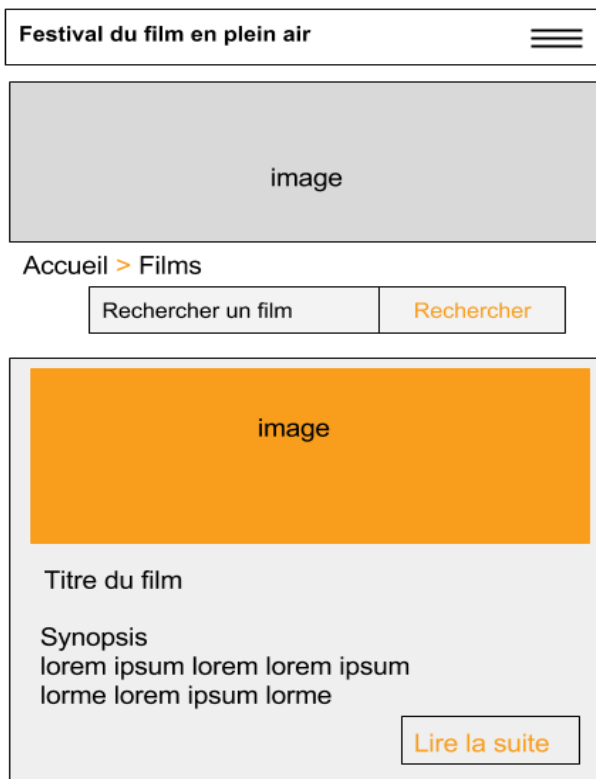 Festival du film en plein air
image
Accueil > Films
Rechercher un film
Rechercher
image
Titre du film
Synopsis
lorem ipsum lorem lorem ipsum
lorme lorem ipsum lorme
Lire la suite